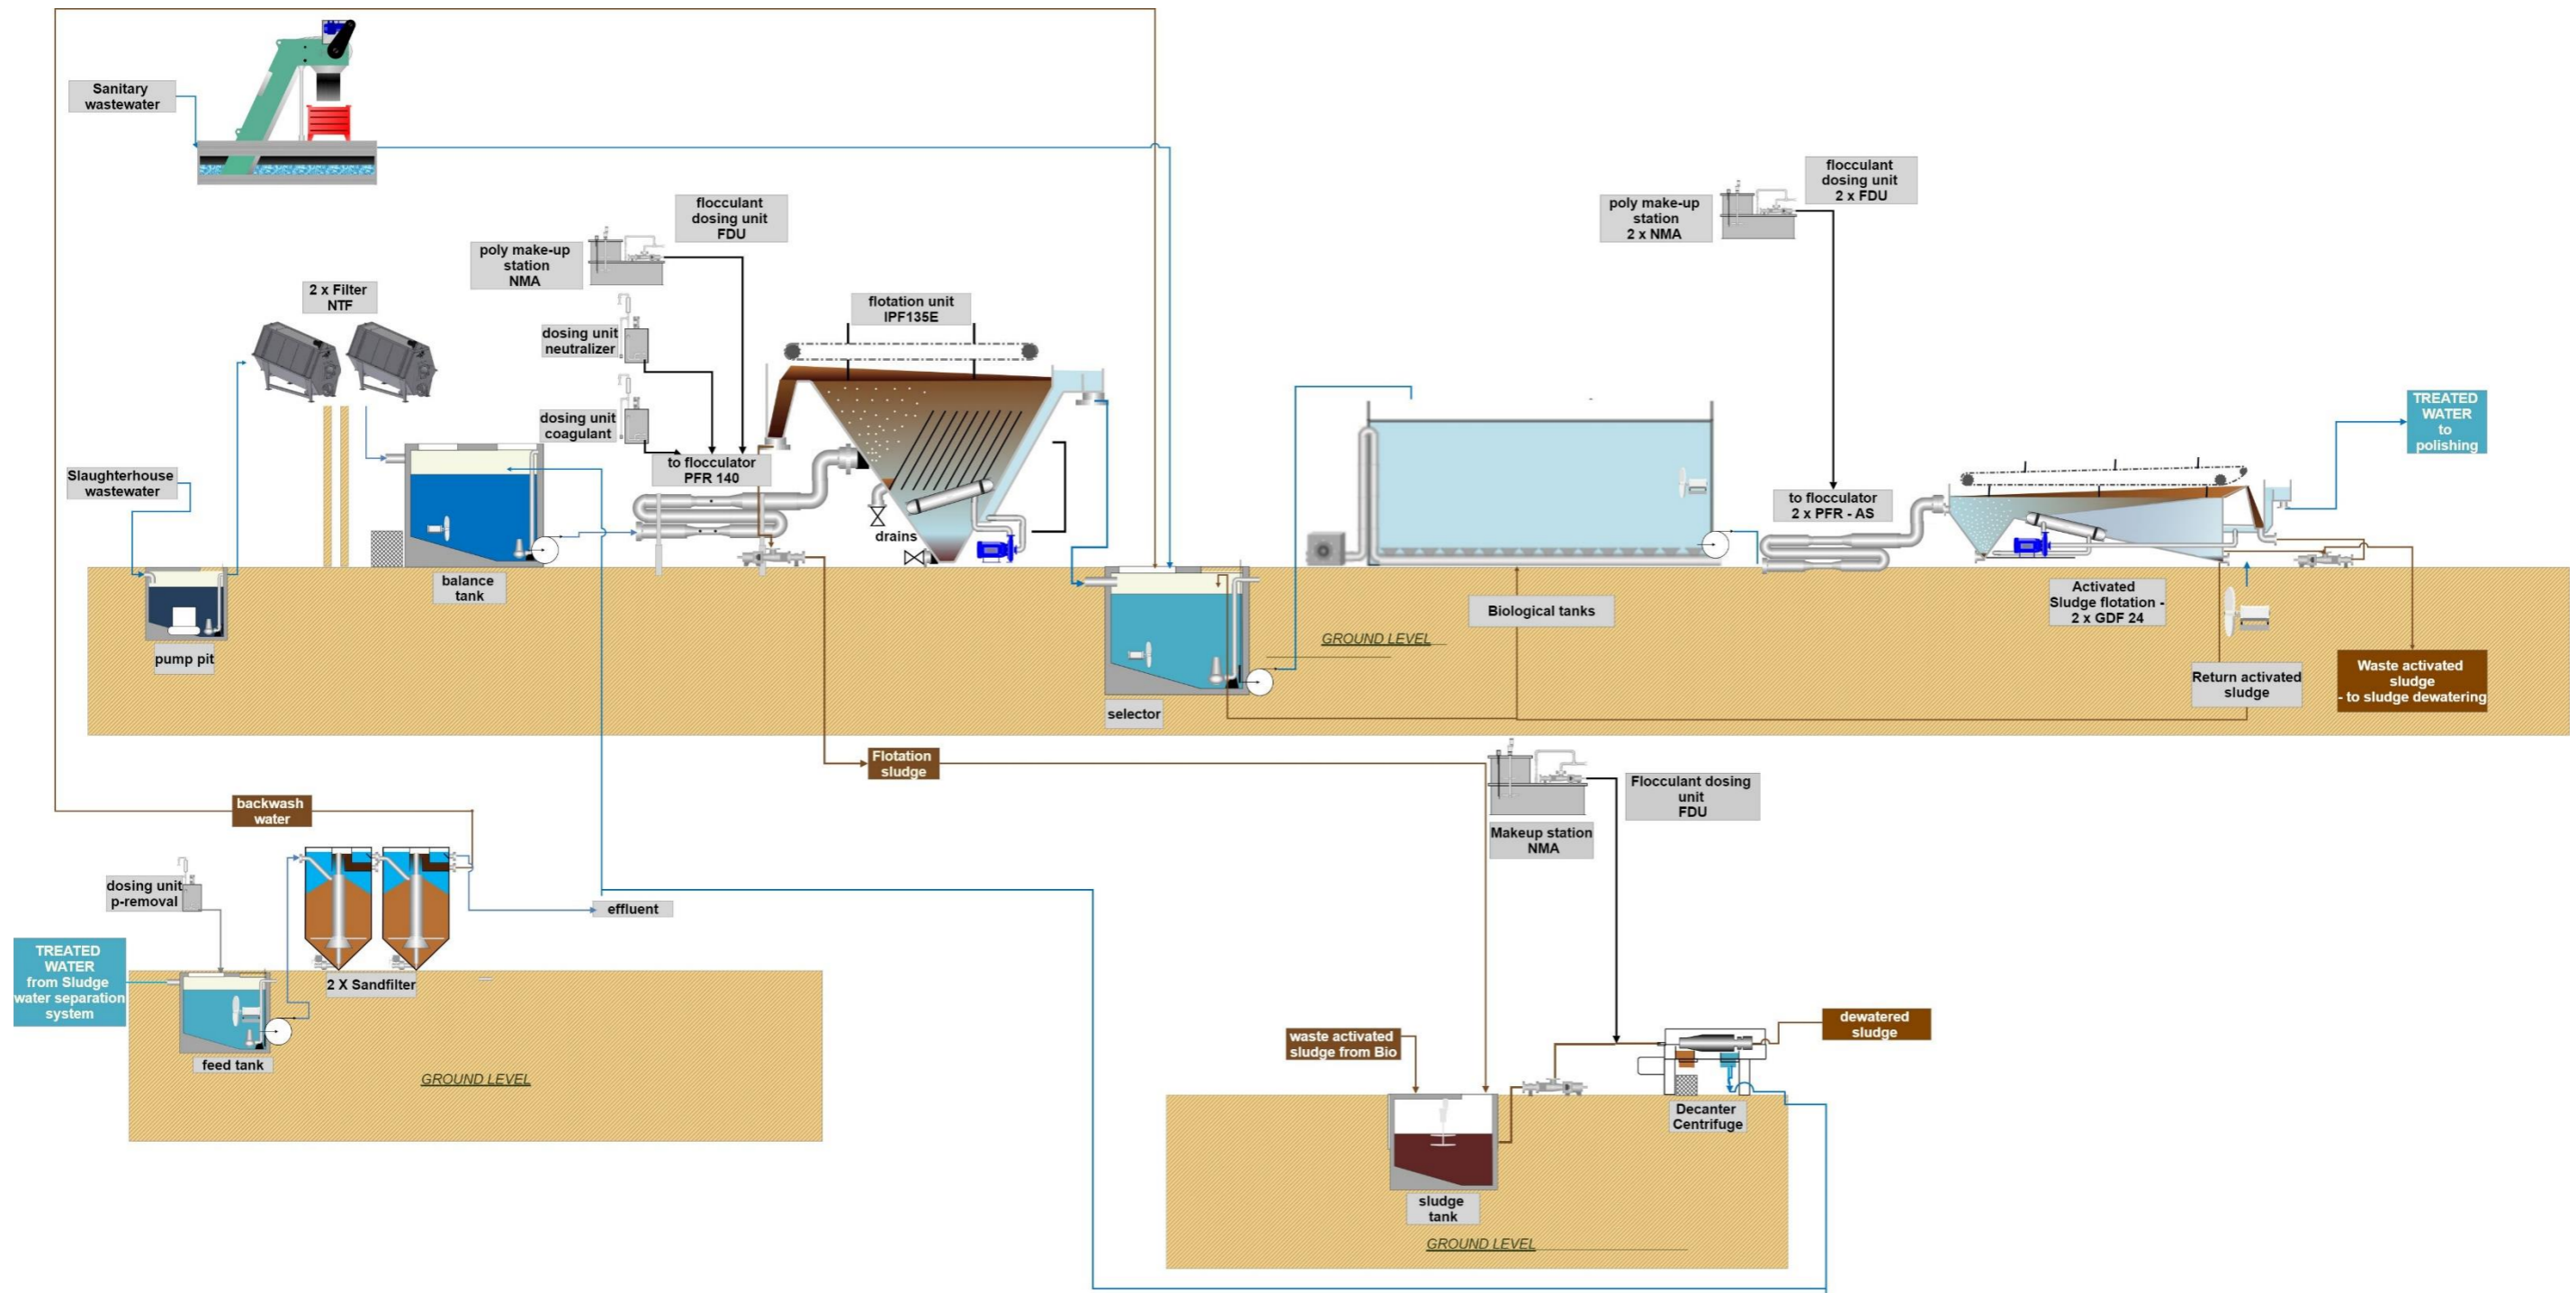 Sanitary
wastewater
2 x Filter
NTF
Slaughterhouse
wastewater
pump pit
balance
tank
poly make-up
station
NMA
flocculant
dosing unit
FDU
dosing unit
neutralizer
dosing unit
coagulant
to flocculator
PFR 140
flotation unit
IPF135E
drains
selector
GROUND LEVEL
Biological tanks
poly make-up
station
2 x NMA
flocculant
dosing unit
2 x FDU
to flocculator
2 x PFR - AS
Activated
Sludge flotation -
2 x GDF 24
TREATED
WATER
to
polishing
Return activated
sludge
Waste activated
sludge
- to sludge dewatering
Flotation
sludge
backwash
water
dosing unit
p-removal
TREATED
WATER
from Sludge
water separation
system
feed tank
2 X Sandfilter
effluent
GROUND LEVEL
Makeup station
NMA
Flocculant dosing
unit
FDU
waste activated
sludge from Bio
sludge
tank
Decanter
Centrifuge
dewatered
sludge
GROUND LEVEL